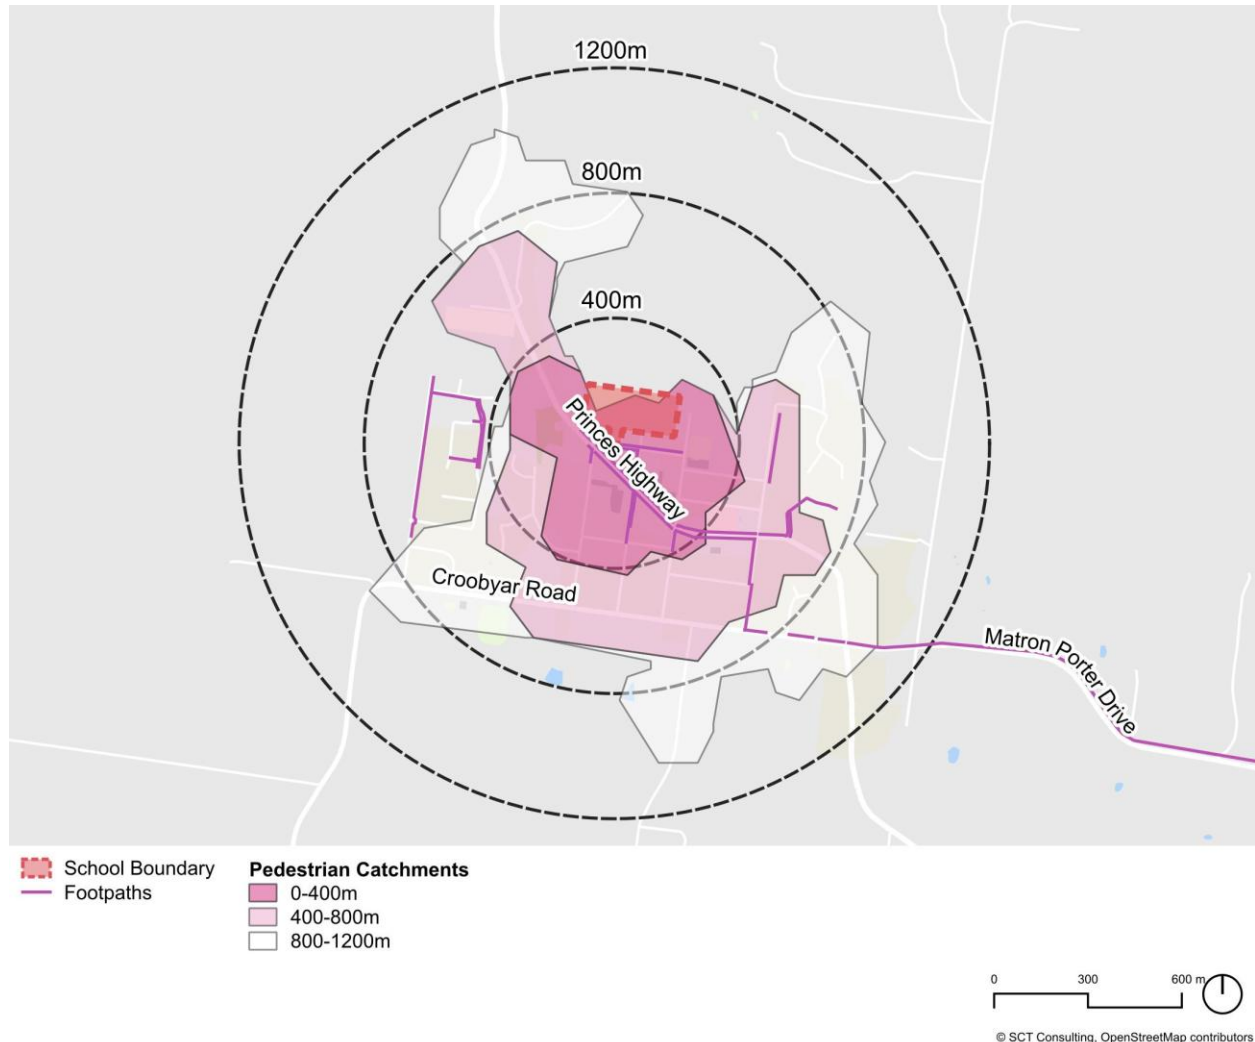 1200m
800m
400m
Princes Highway
Croobyar Road
Matron Porter Drive
School Boundary
Footpaths
Pedestrian Catchments
0-400m
400-800m
800-1200m
0 300 600 m
© SCT Consulting, OpenStreetMap contributors